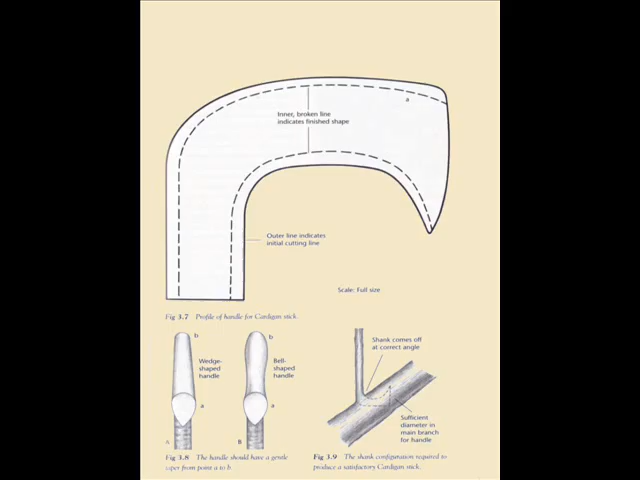 a
Inner, broken line
indicates finished shape
Outer line indicates
initial cutting line
Scale: Full size
Fig 3.7 Profile of handle for Cardigan stick.
b
Wedge-
shaped
handle
a
A
b
Bell-
shaped
handle
a
B
Fig 3.8 The handle should have a gentle
taper from point a to b.
Shank comes off
at correct angle
Sufficient
diameter in
main branch
for handle
Fig 3.9 The shank configuration required to
produce a satisfactory Cardigan stick.